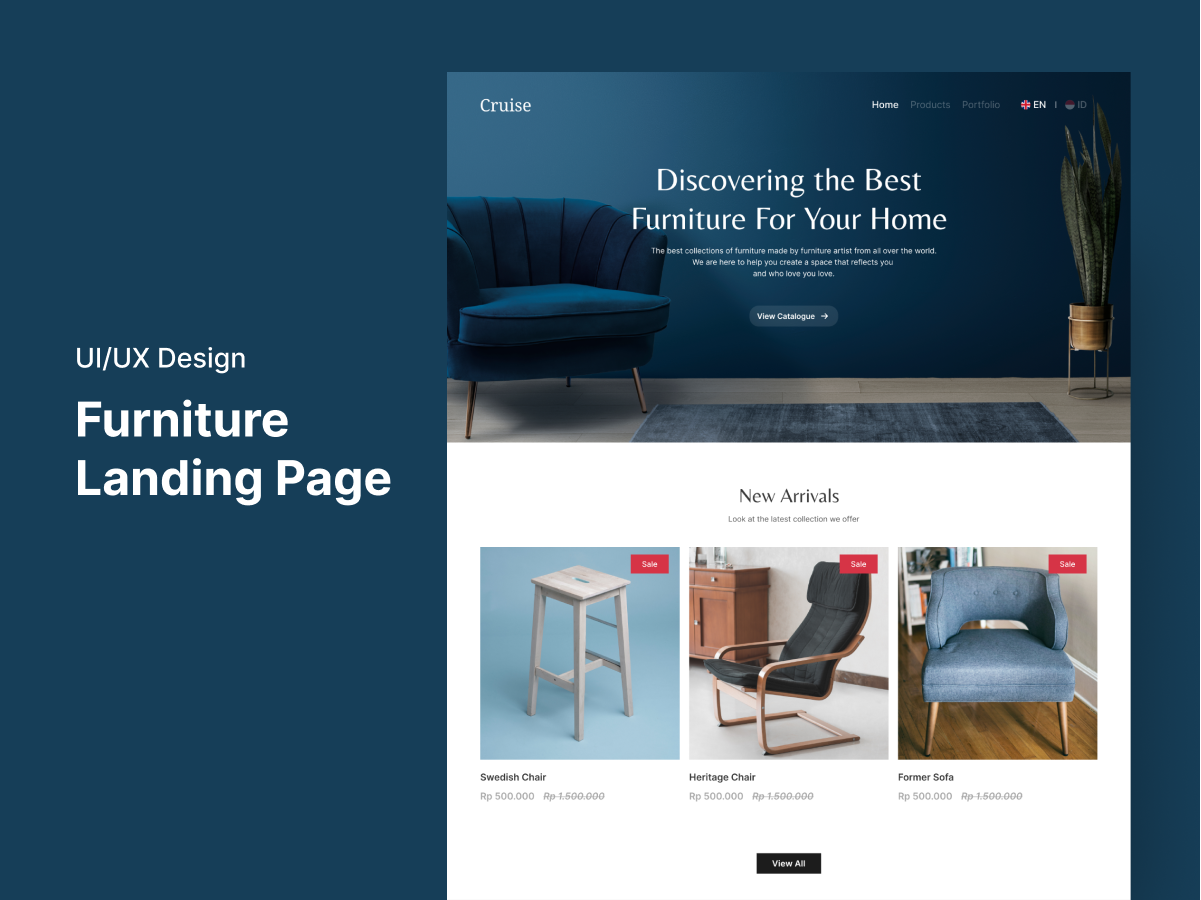 UI/UX Design
Furniture
Landing Page
Cruise
Home Products Portfolio EN | ID
Discovering the Best
Furniture For Your Home
The best collections of furniture made by furniture artist from all over the world.
We are here to help you create a space that reflects you
and who love you love.
View Catalogue →
New Arrivals
Look at the latest collection we offer
Sale
Sale
Sale
Swedish Chair
Rp 500.000 Rp 1.500.000
Heritage Chair
Rp 500.000 Rp 1.500.000
Former Sofa
Rp 500.000 Rp 1.500.000
View All